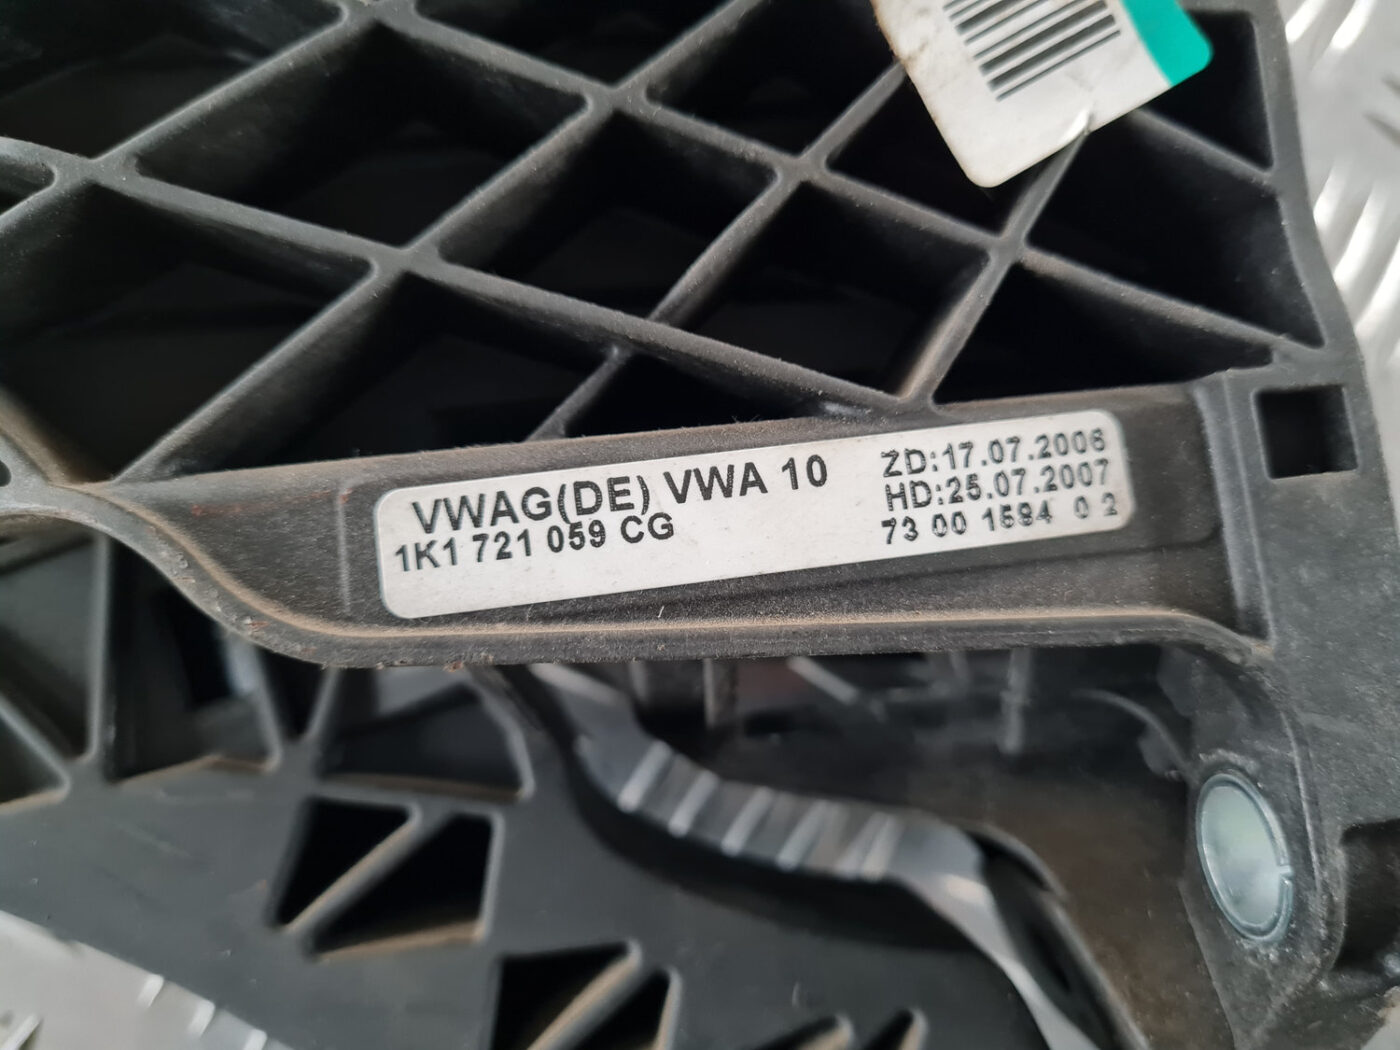 VWAG(DE) VWA 10
1K1 721 059 CG
ZD:17.07.2006
HD:25.07.2007
73 00 1594 0 2